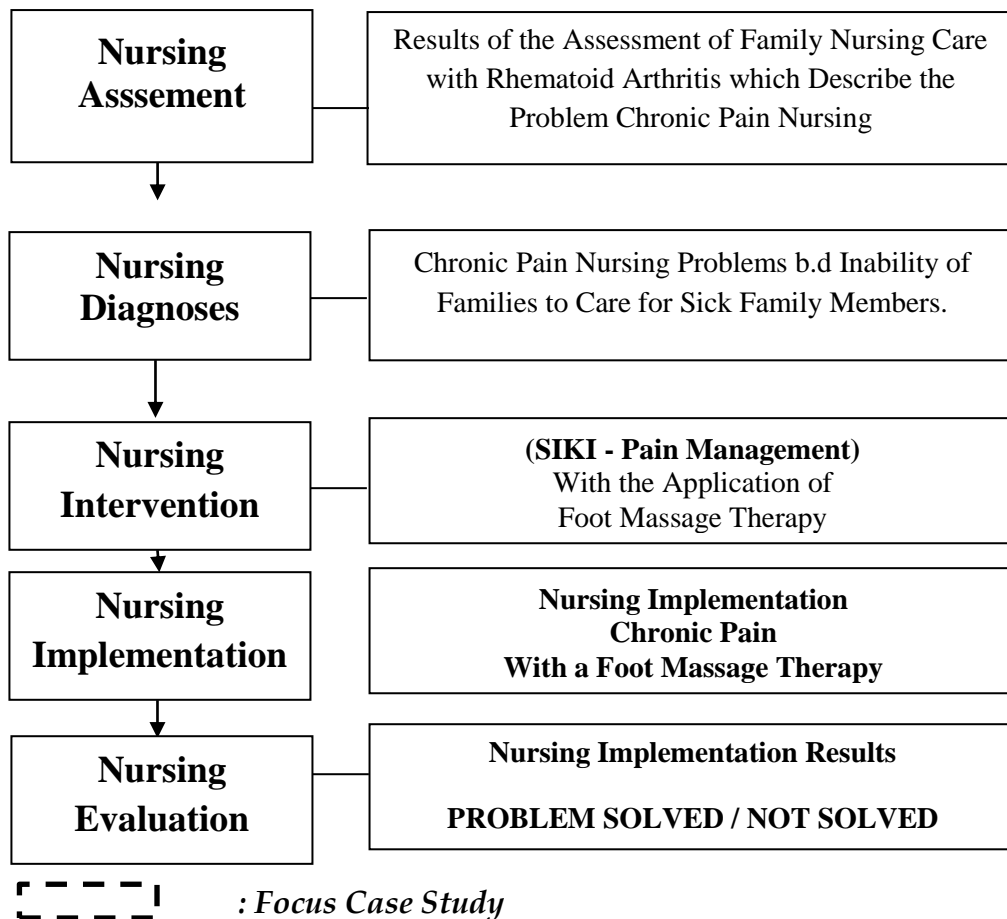 Nursing
Asssement
Results of the Assessment of Family Nursing Care
with Rhematoid Arthritis which Describe the
Problem Chronic Pain Nursing
Nursing
Diagnoses
Chronic Pain Nursing Problems b.d Inability of
Families to Care for Sick Family Members.
Nursing
Intervention
(SIKI - Pain Management)
With the Application of
Foot Massage Therapy
Nursing
Implementation
Nursing Implementation
Chronic Pain
With a Foot Massage Therapy
Nursing
Evaluation
Nursing Implementation Results
PROBLEM SOLVED / NOT SOLVED
: Focus Case Study